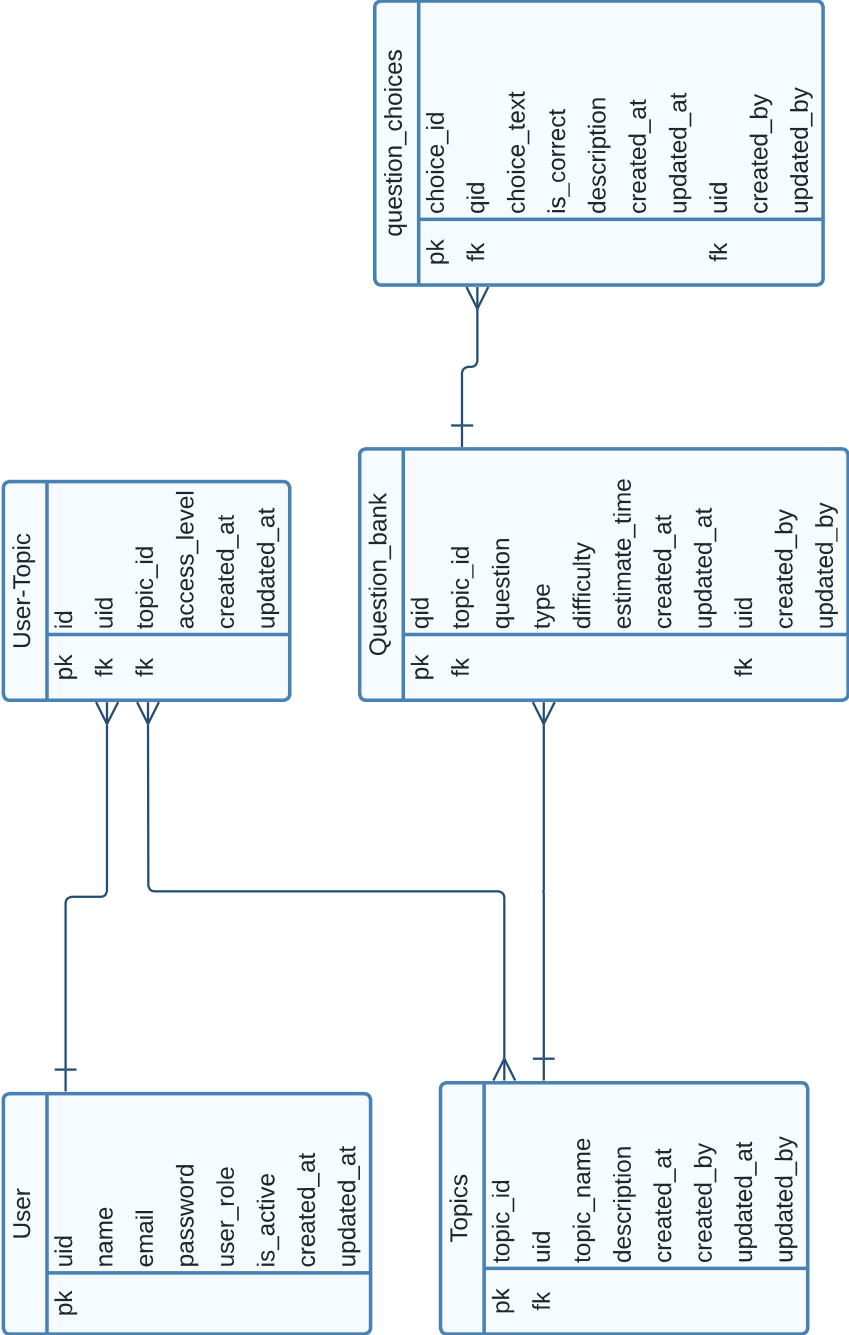 User
pk uid
name
email
password
user_role
is_active
created_at
updated_at
User-Topic
pk id
fk uid
fk topic_id
access_level
created_at
updated_at
Topics
pk topic_id
fk uid
topic_name
description
created_at
created_by
updated_at
updated_by
Question_bank
pk qid
fk topic_id
question
type
difficulty
estimate_time
created_at
updated_at
fk uid
created_by
updated_by
question_choices
pk choice_id
fk qid
choice_text
is_correct
description
created_at
updated_at
fk uid
created_by
updated_by